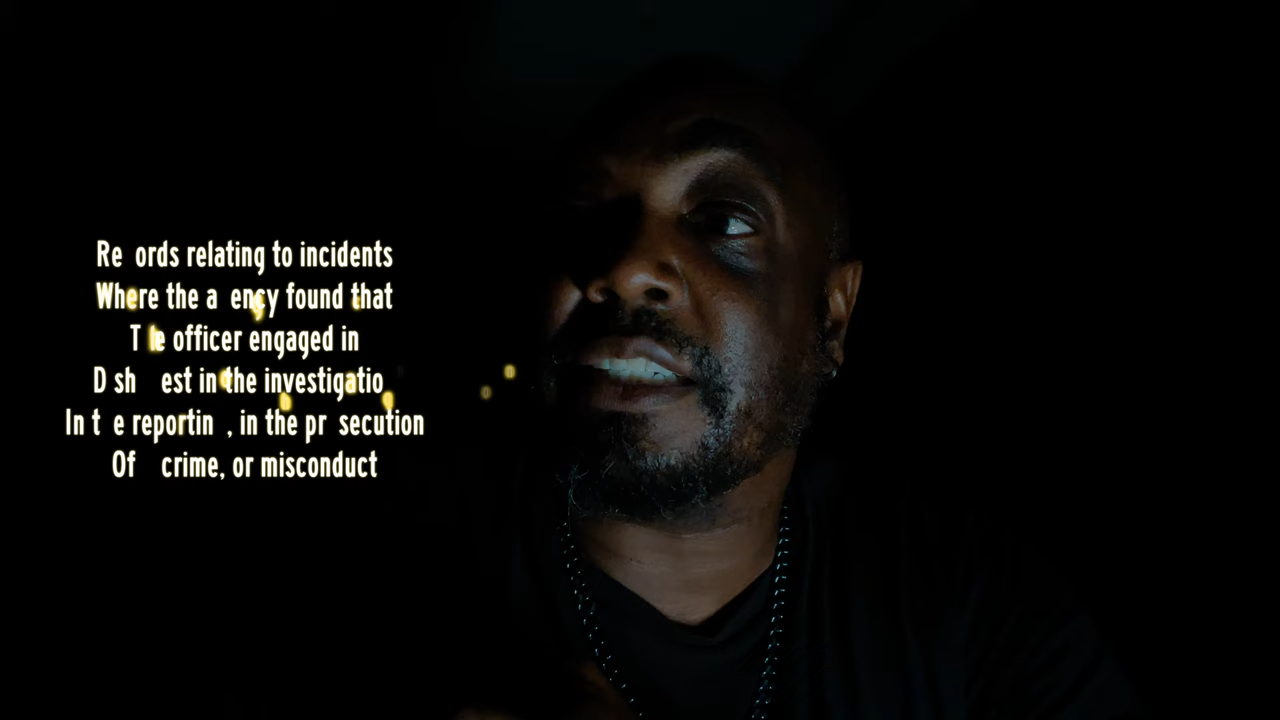 Re ords relating to incidents
Where the a ency found that
T e officer engaged in
D sh est in the investigatio
In t e reportin , in the pr secution
Of crime, or misconduct